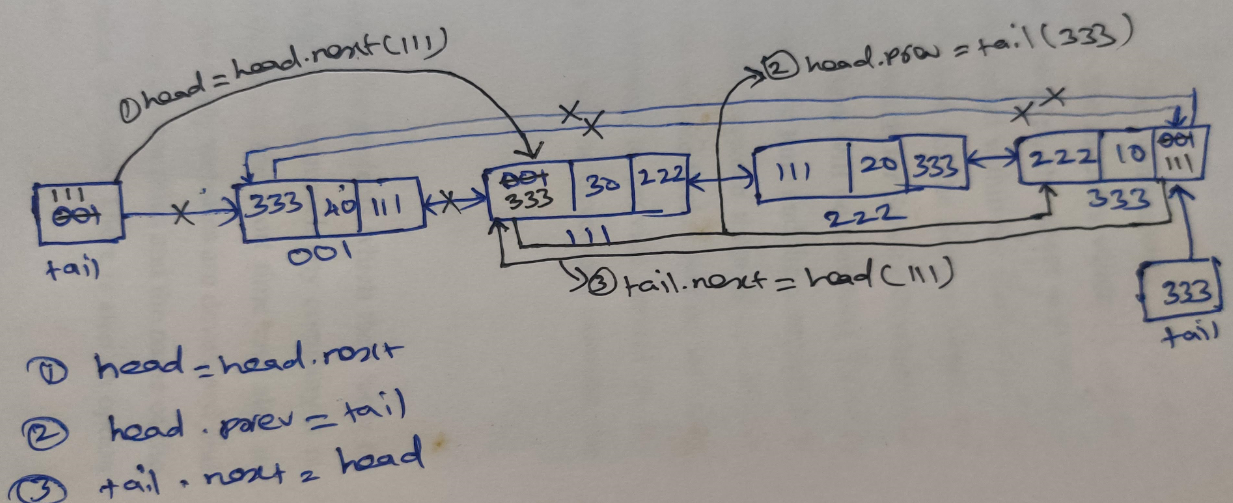 ① head = head.next(111)
② head.prev = tail(333)
111
001
tail
333 40 111
001
001
333 30 222
111
111 20 333
222
222 10 001
111
333
③ tail.next = head(111)
333
tail
① head = head.next
② head.prev = tail
③ tail.next = head